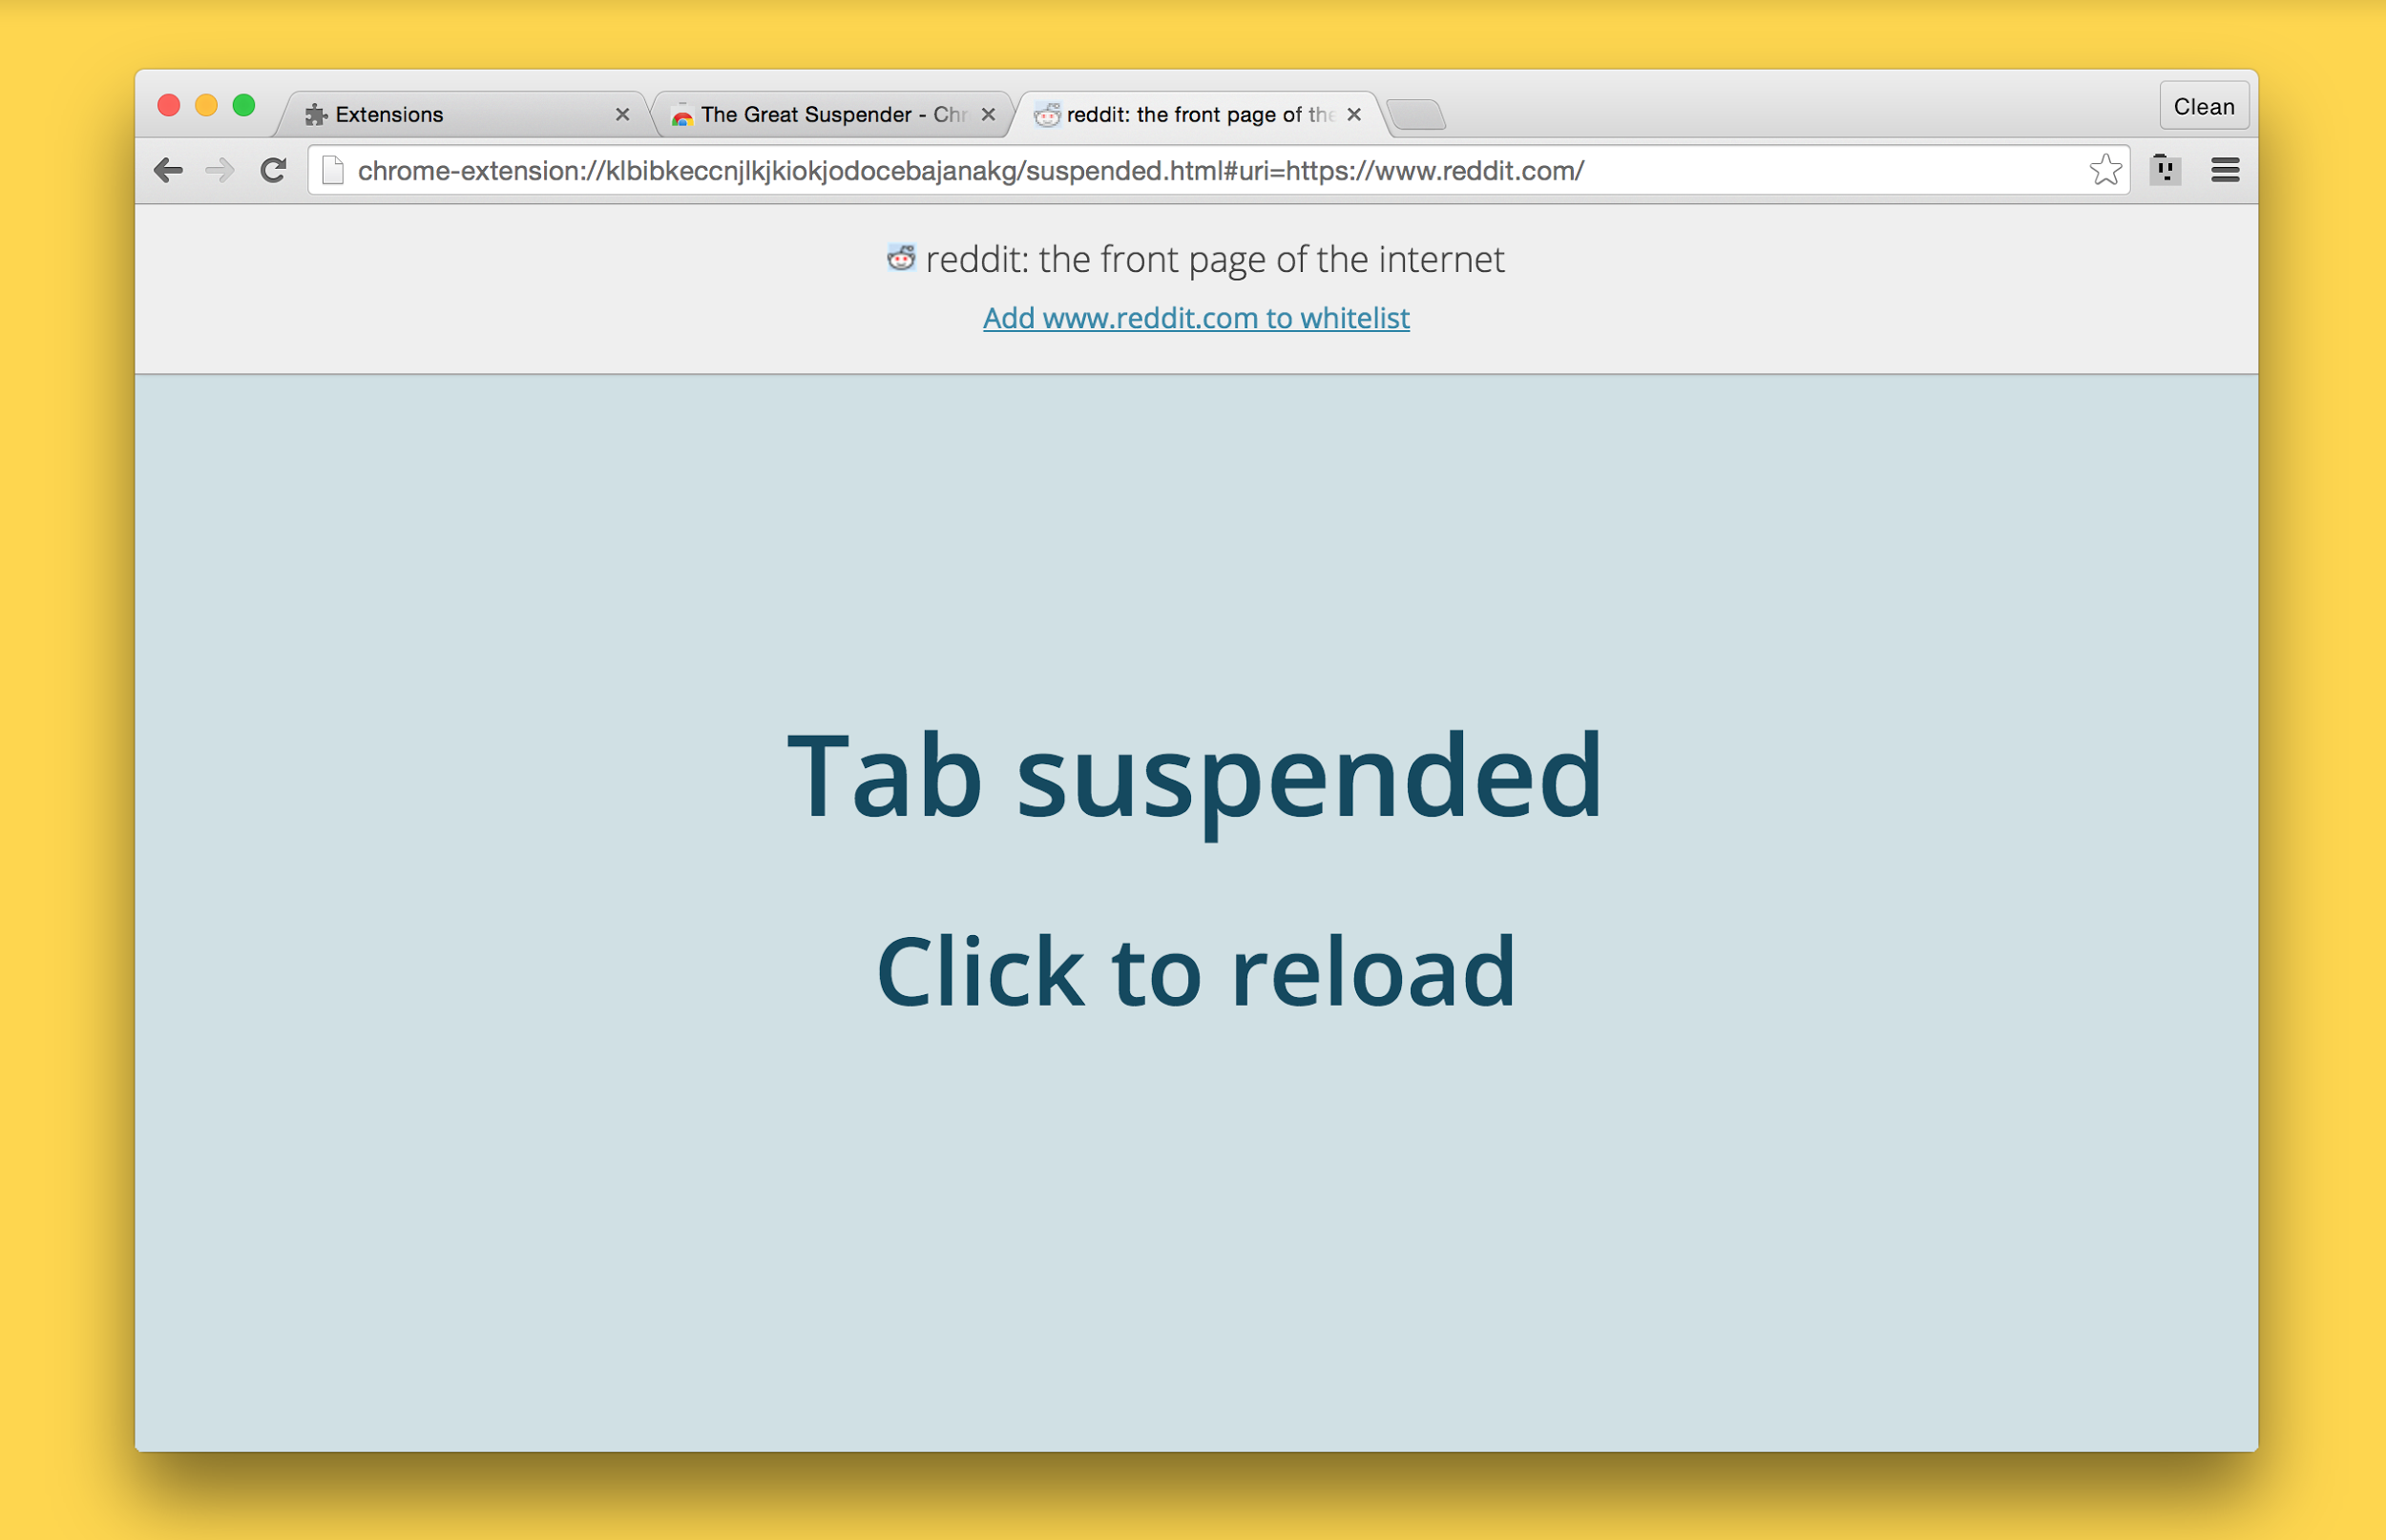 Extensions
The Great Suspender - Chr
reddit: the front page of the
Clean
chrome-extension://klbibkeccnjlkjkiokjodocebajanakg/suspended.html#uri=https://www.reddit.com/
reddit: the front page of the internet
Add www.reddit.com to whitelist
Tab suspended
Click to reload